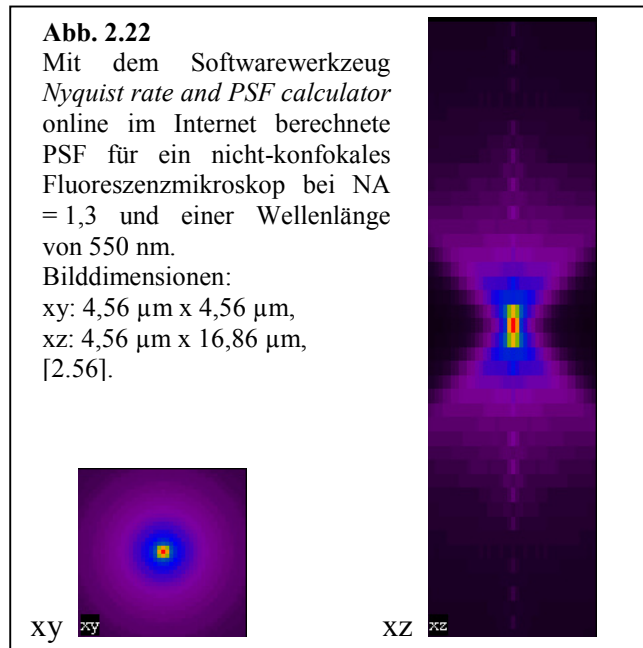 Abb. 2.22
Mit dem Softwarewerkzeug
Nyquist rate and PSF calculator
online im Internet berechnete
PSF für ein nicht-konfokales
Fluoreszenzmikroskop bei NA
= 1,3 und einer Wellenlänge
von 550 nm.
Bilddimensionen:
xy: 4,56 µm x 4,56 µm,
xz: 4,56 µm x 16,86 µm,
[2.56].
xy xy
xz xz